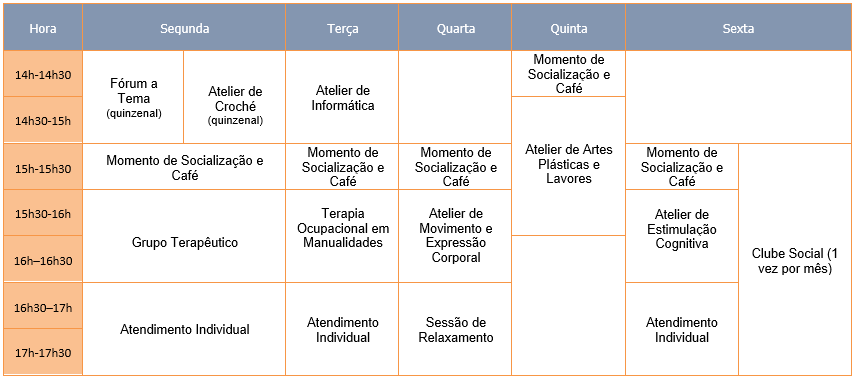 Hora Segunda Terça Quarta Quinta Sexta
14h-14h30
Fórum a
Tema
(quinzenal)
Atelier de
Croché
(quinzenal)
Atelier de
Informática
Momento de
Socialização e
Café
14h30-15h
Atelier de Artes
Plásticas e
Lavores
15h-15h30
Momento de Socialização e
Café
Momento de
Socialização e
Café
Momento de
Socialização e
Café
Momento de
Socialização e
Café
Clube Social (1
vez por mês)
15h30-16h
Grupo Terapêutico
Terapia
Ocupacional em
Manualidades
Atelier de
Movimento e
Expressão
Corporal
Atelier de
Estimulação
Cognitiva
16h–16h30
16h30–17h
Atendimento Individual
Atendimento
Individual
Sessão de
Relaxamento
Atendimento
Individual
17h-17h30